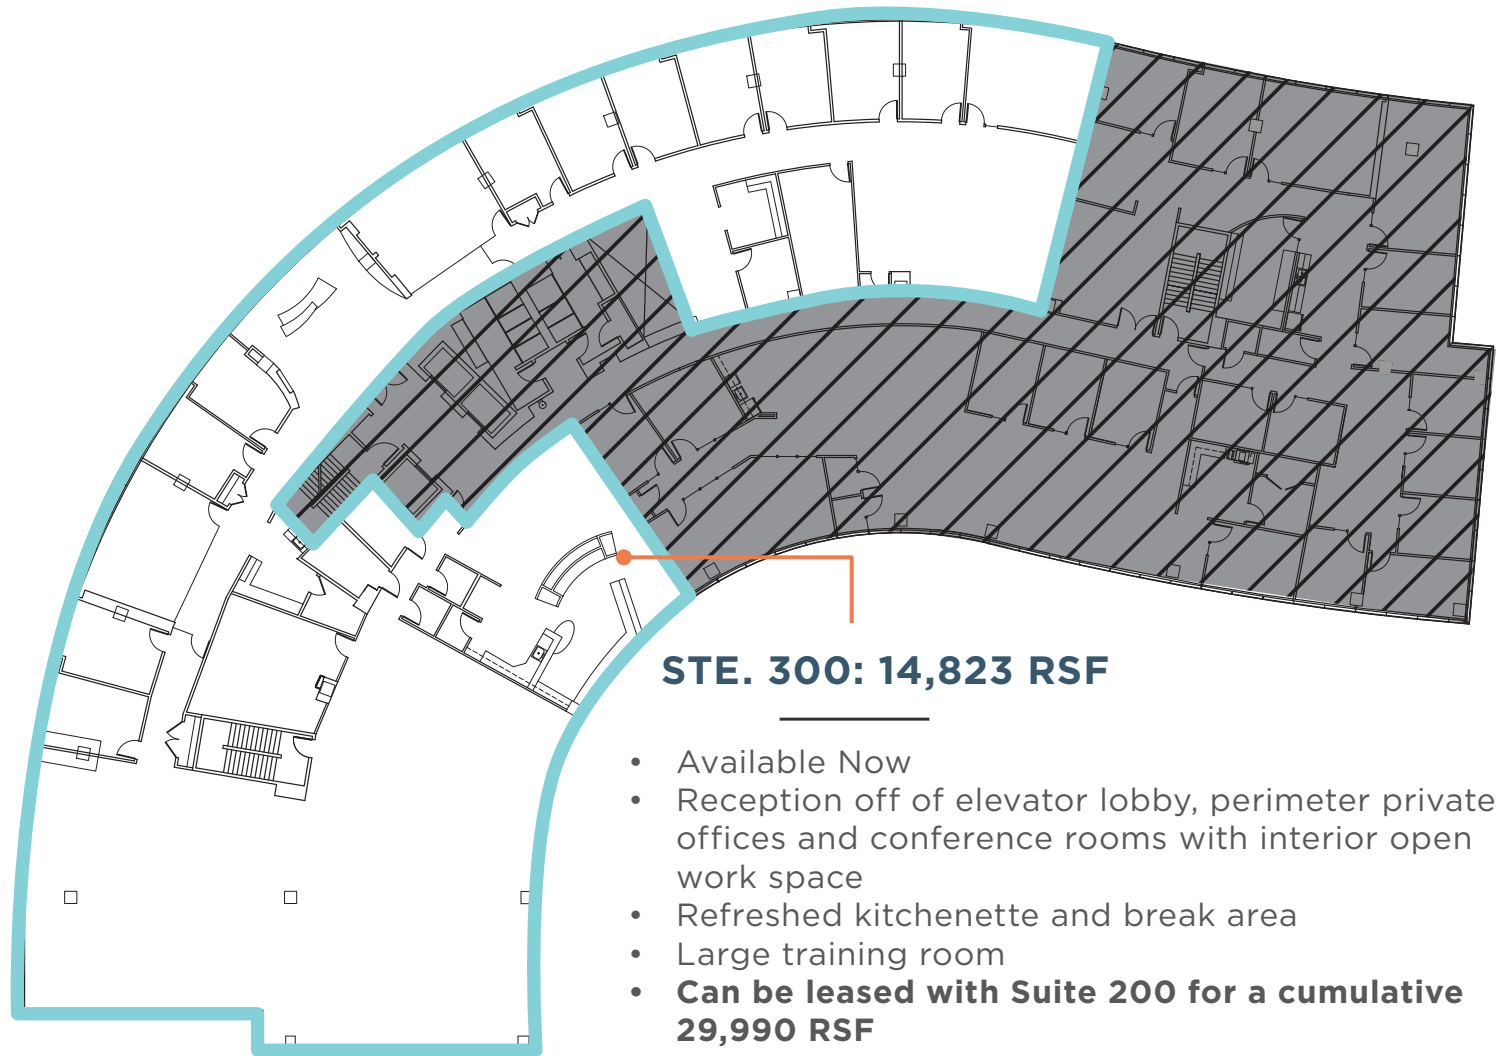 STE. 300: 14,823 RSF
• Available Now
• Reception off of elevator lobby, perimeter private
offices and conference rooms with interior open
work space
• Refreshed kitchenette and break area
• Large training room
• Can be leased with Suite 200 for a cumulative
29,990 RSF